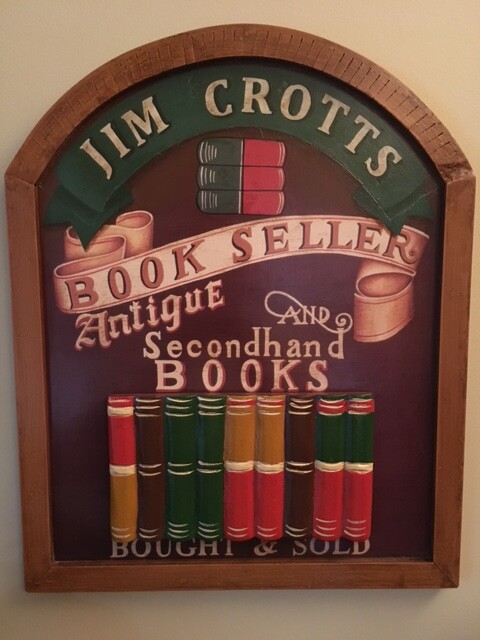 JIM CROTTS
BOOK SELLER
Antique
AND
Secondhand
BOOKS
BOUGHT & SOLD